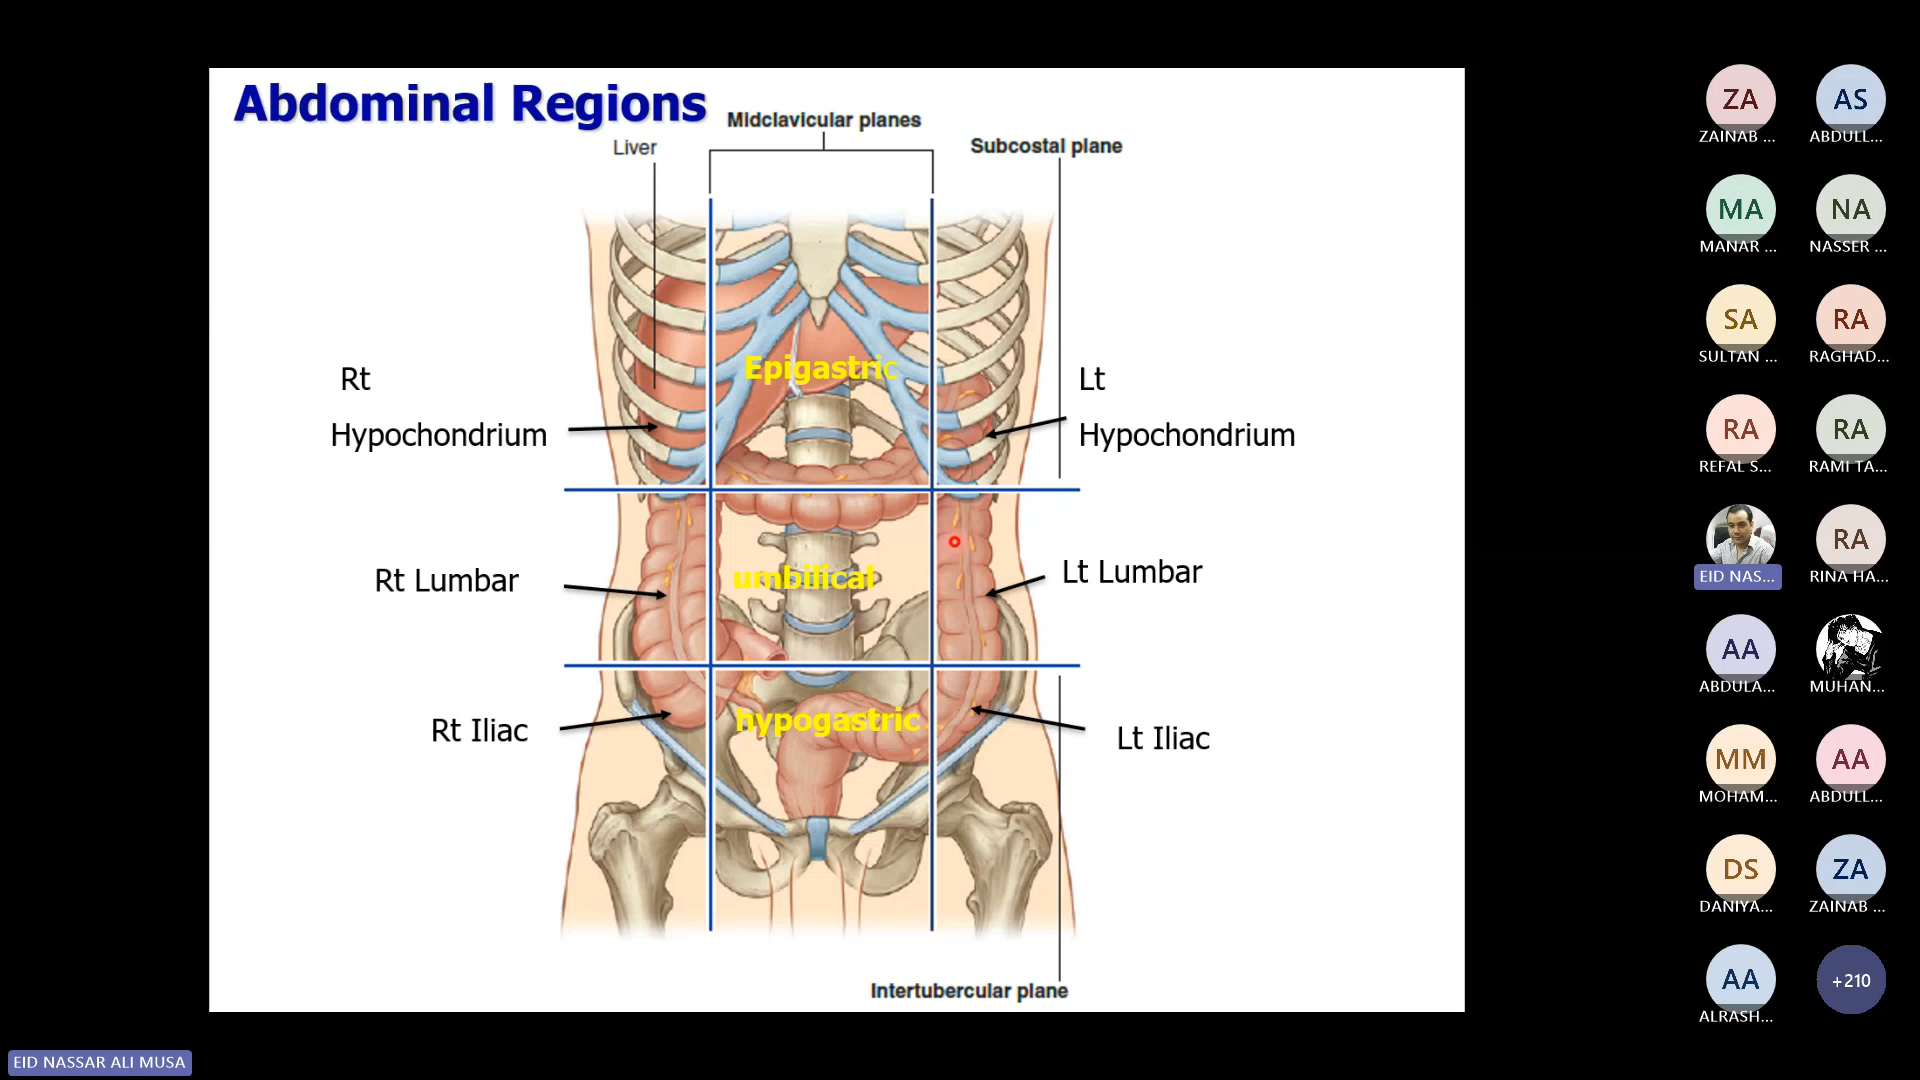 Abdominal Regions
Midclavicular planes
Liver
Subcostal plane
Epigastric
Rt
Hypochondrium
Lt
Hypochondrium
umbilical
Rt Lumbar
Lt Lumbar
hypogastric
Rt Iliac
Lt Iliac
Intertubercular plane
ZA
ZAINAB ...
AS
ABDULL...
MA
MANAR ...
NA
NASSER ...
SA
SULTAN ...
RA
RAGHAD...
RA
REFAL S...
RA
RAMI TA...
EID NAS...
RA
RINA HA...
AA
ABDULA...
MUHAN...
MM
MOHAM...
AA
ABDULL...
DS
DANIYA...
ZA
ZAINAB ...
AA
ALRASH...
+210
EID NASSAR ALI MUSA